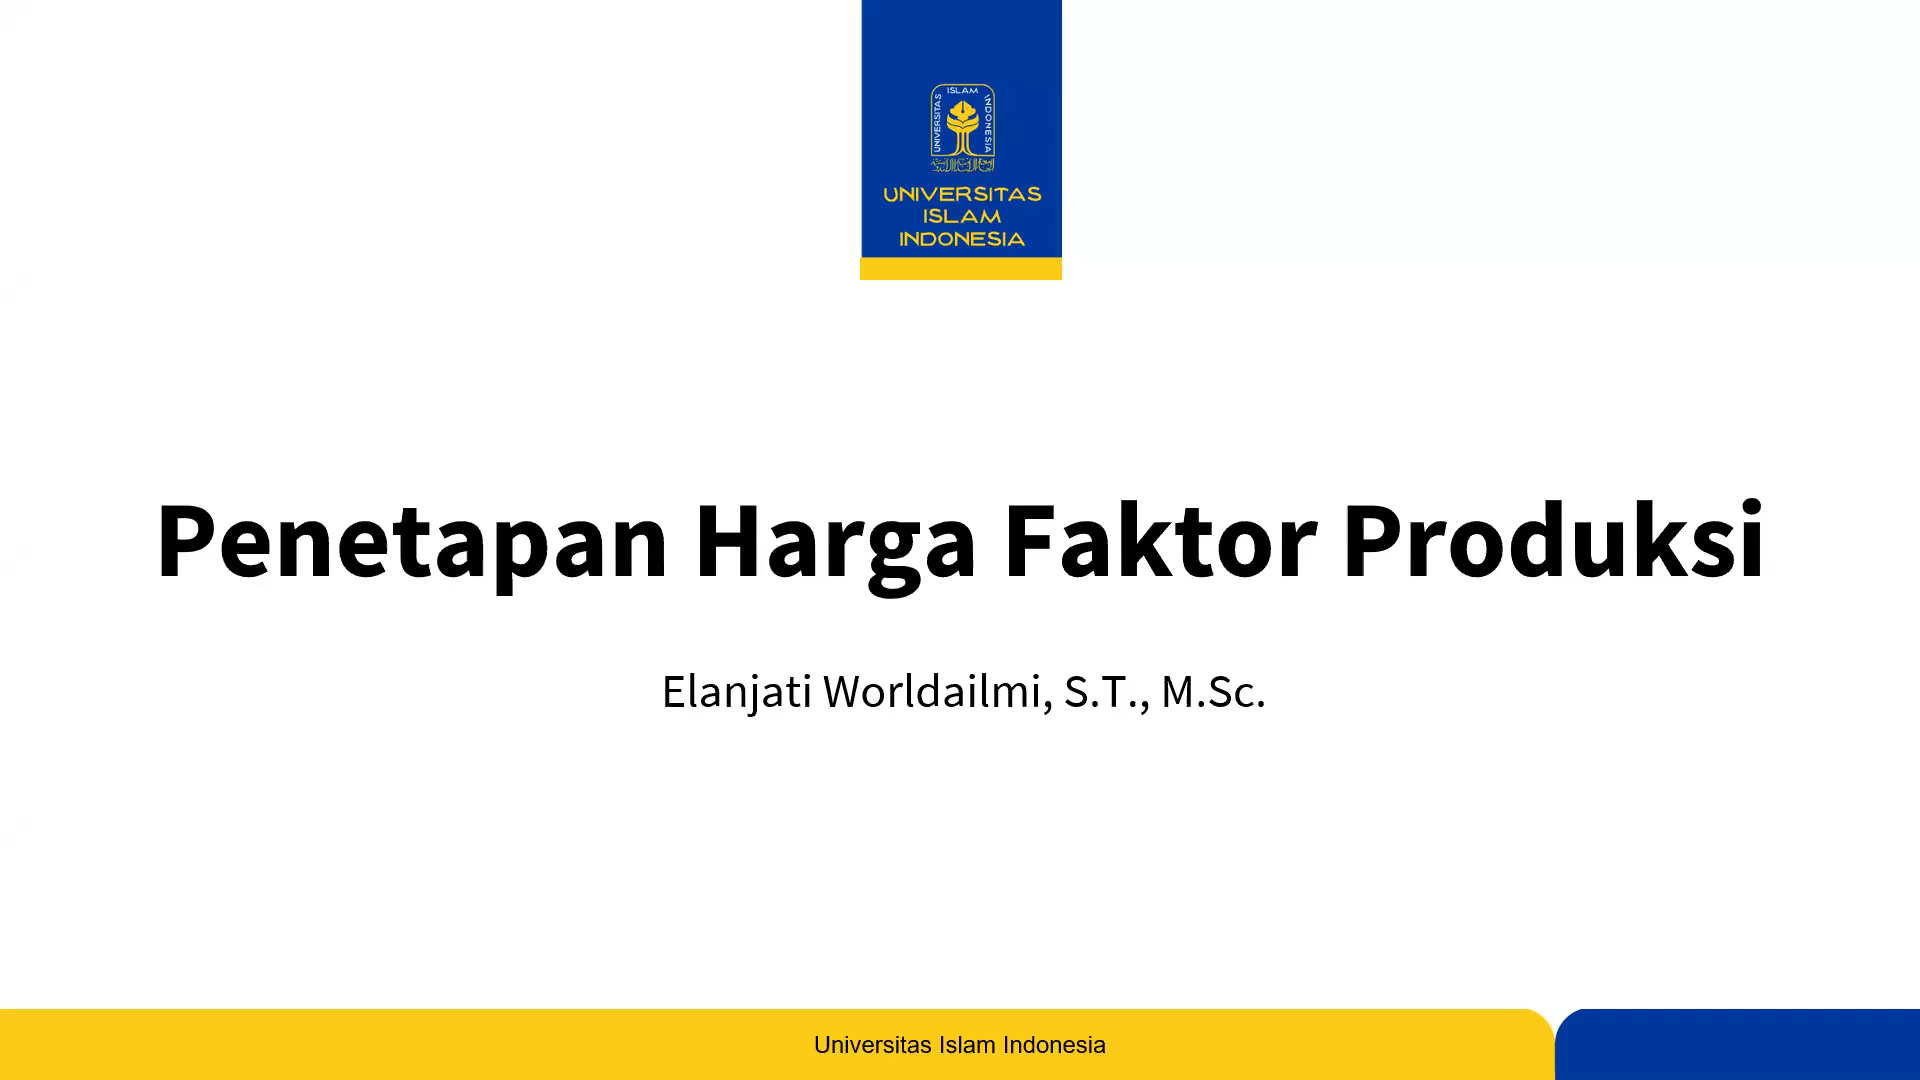 UNIVERSITAS ISLAM INDONESIA
UNIVERSITAS
ISLAM
INDONESIA
Penetapan Harga Faktor Produksi
Elanjati Worldailmi, S.T., M.Sc.
Universitas Islam Indonesia